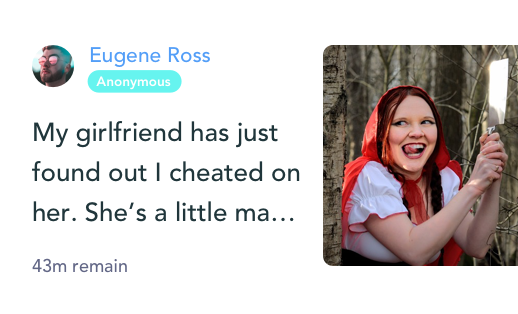 Eugene Ross
Anonymous
My girlfriend has just
found out I cheated on
her. She’s a little ma…
43m remain